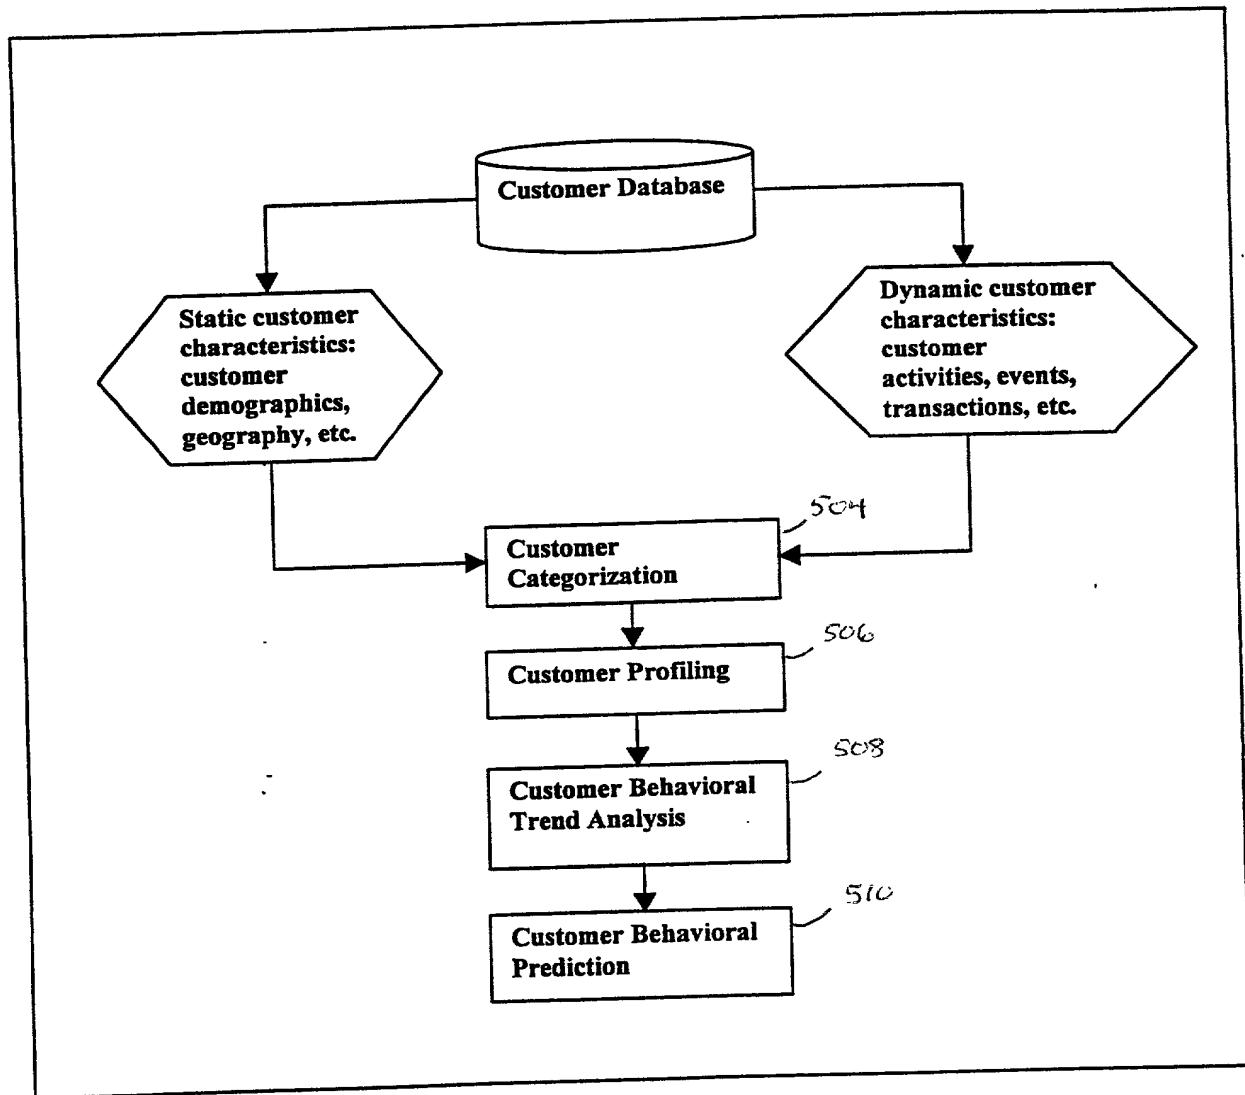 Customer Database
Static customer
characteristics:
customer
demographics,
geography, etc.
Dynamic customer
characteristics:
customer
activities, events,
transactions, etc.
504
Customer
Categorization
506
Customer Profiling
508
Customer Behavioral
Trend Analysis
510
Customer Behavioral
Prediction